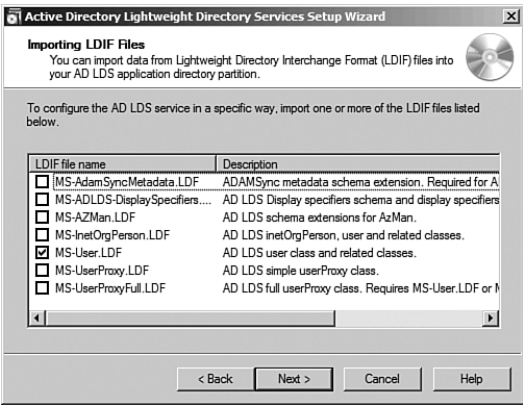 Active Directory Lightweight Directory Services Setup Wizard
Importing LDIF Files
You can import data from Lightweight Directory Interchange Format (LDIF) files into
your AD LDS application directory partition.
To configure the AD LDS service in a specific way, import one or more of the LDIF files listed
below.
LDIF file name Description
MS-AdamSyncMetadata.LDF ADAMSync metadata schema extension. Required for A
MS-ADLDS-DisplaySpecifiers.... AD LDS Display specifiers schema and display specifiers
MS-AZMan.LDF AD LDS schema extensions for AzMan.
MS-InetOrgPerson.LDF AD LDS inetOrgPerson, user and related classes.
MS-User.LDF AD LDS user class and related classes.
MS-UserProxy.LDF AD LDS simple userProxy class.
MS-UserProxyFull.LDF AD LDS full userProxy class. Requires MS-User.LDF or M
< Back Next > Cancel Help